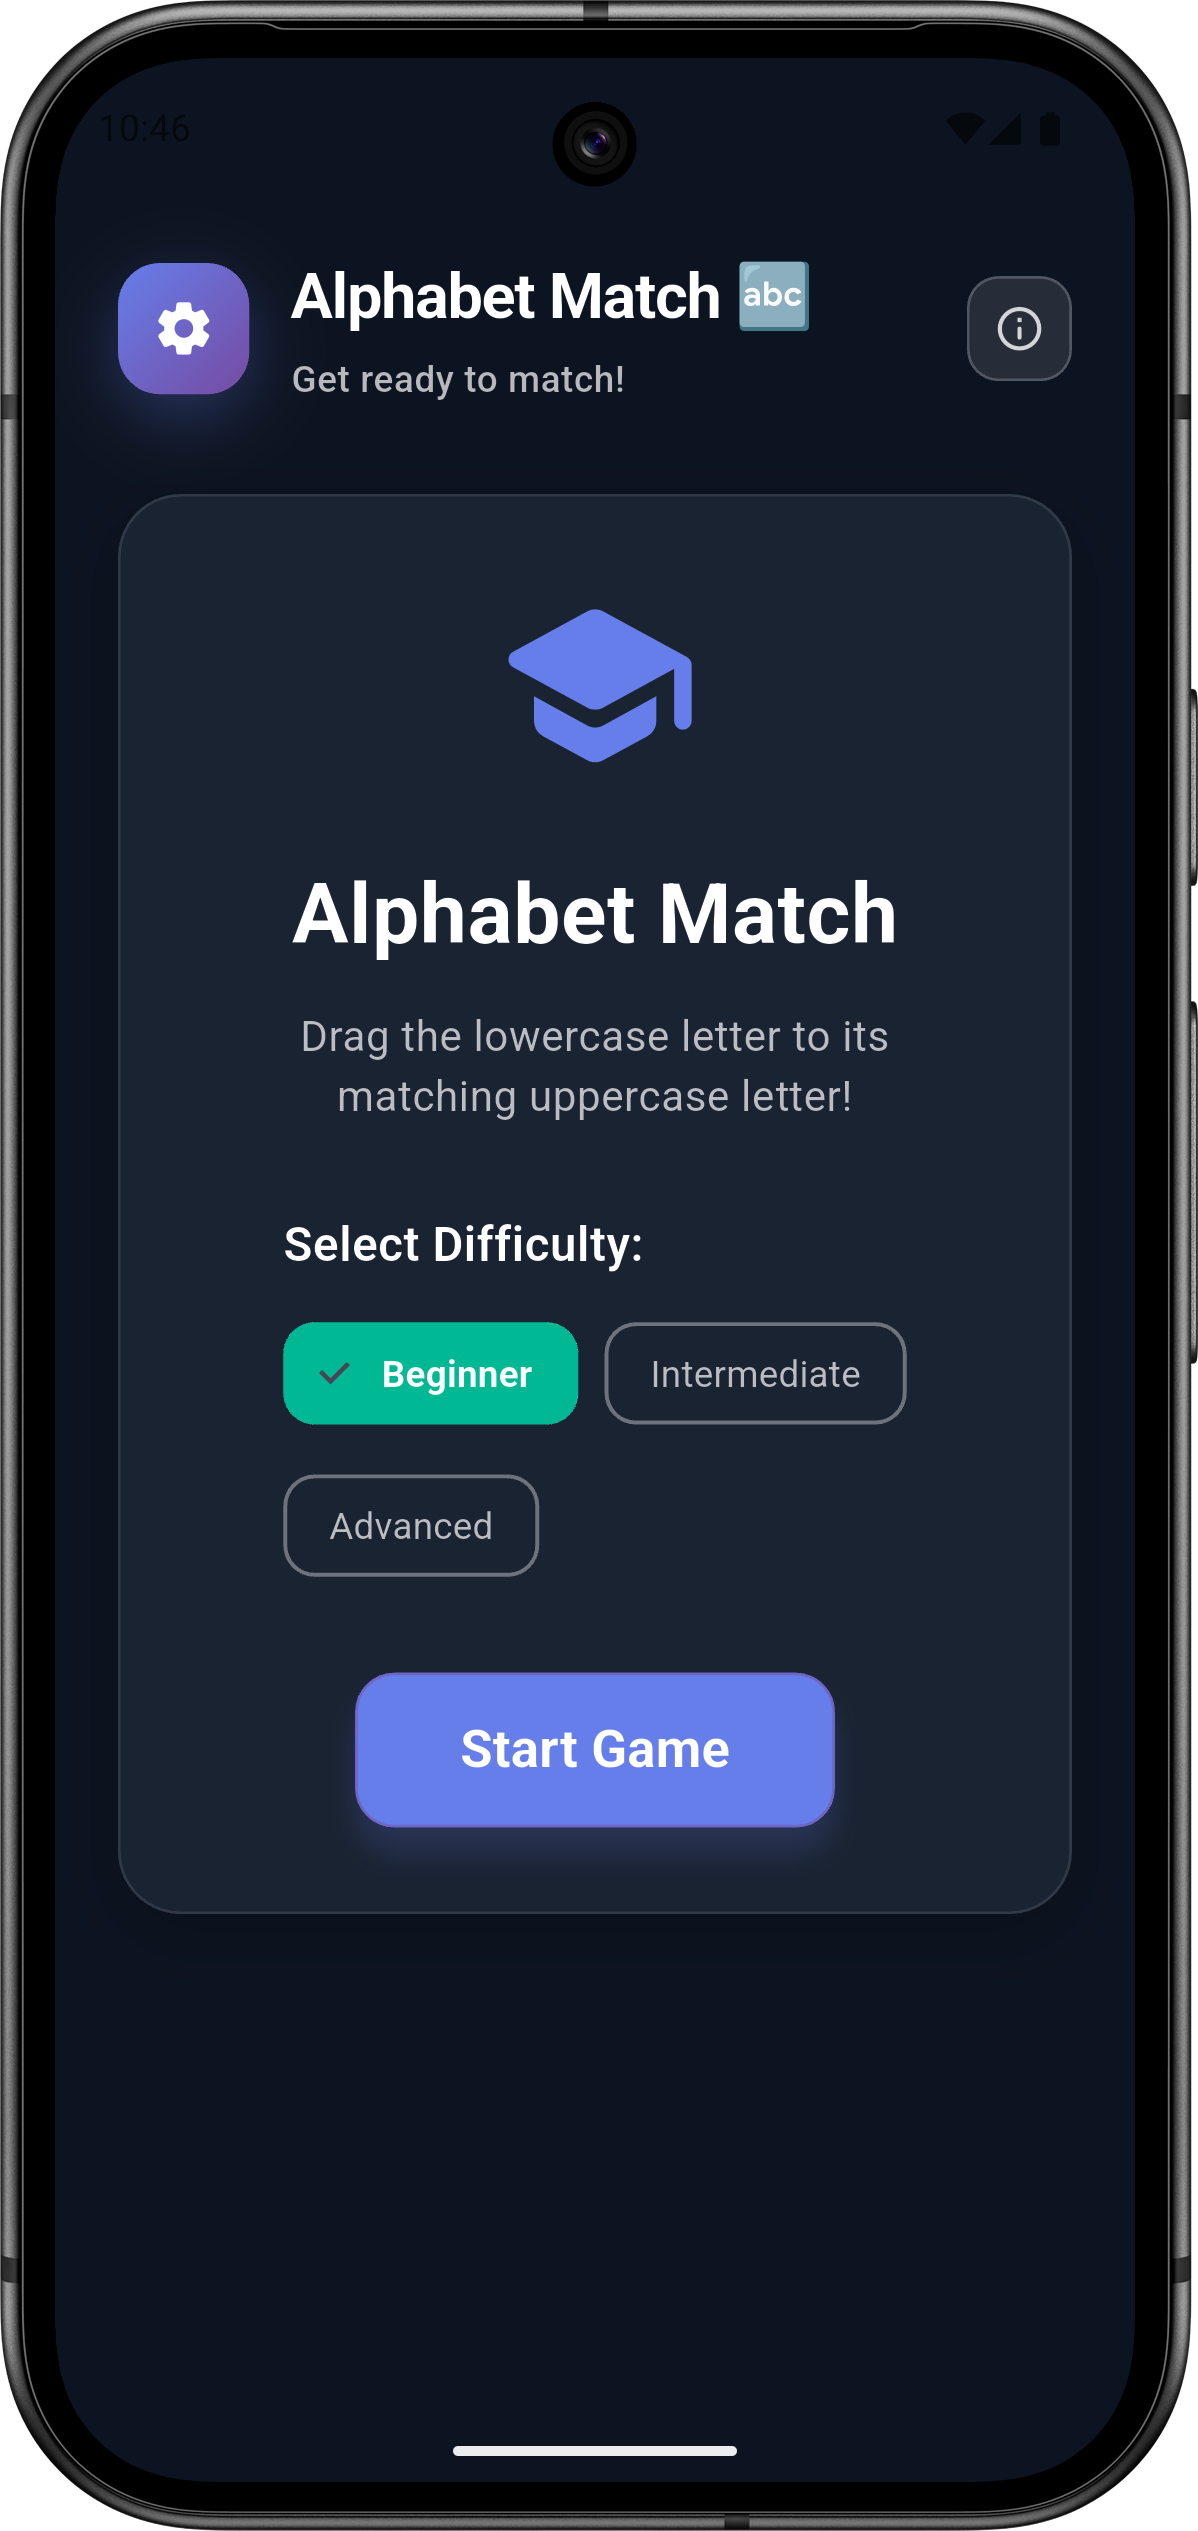 10:46
Alphabet Match 🔤
Get ready to match!
Alphabet Match
Drag the lowercase letter to its
matching uppercase letter!
Select Difficulty:
Beginner
Intermediate
Advanced
Start Game